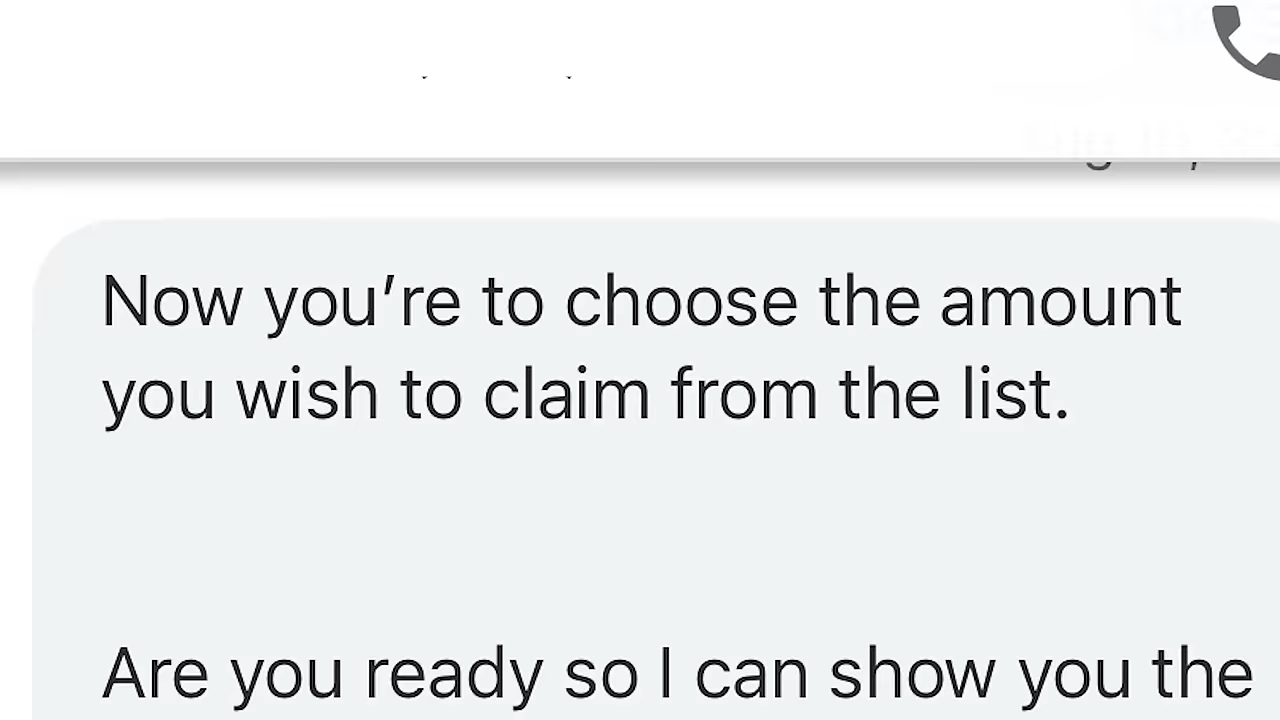 Now you’re to choose the amount
you wish to claim from the list.
Are you ready so I can show you the